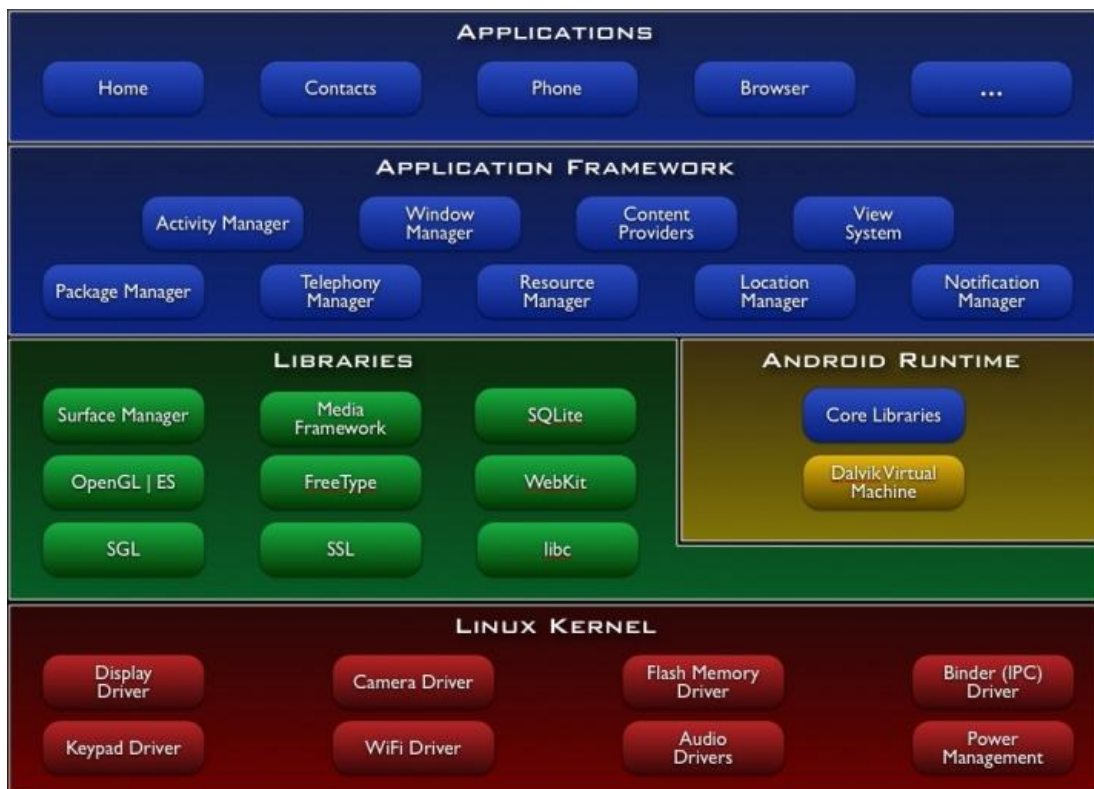 APPLICATIONS
Home
Contacts
Phone
Browser
...
APPLICATION FRAMEWORK
Activity Manager
Window
Manager
Content
Providers
View
System
Package Manager
Telephony
Manager
Resource
Manager
Location
Manager
Notification
Manager
LIBRARIES
Surface Manager
Media
Framework
SQLite
OpenGL | ES
FreeType
WebKit
SGL
SSL
libc
ANDROID RUNTIME
Core Libraries
Dalvik Virtual
Machine
LINUX KERNEL
Display
Driver
Camera Driver
Flash Memory
Driver
Binder (IPC)
Driver
Keypad Driver
WiFi Driver
Audio
Drivers
Power
Management